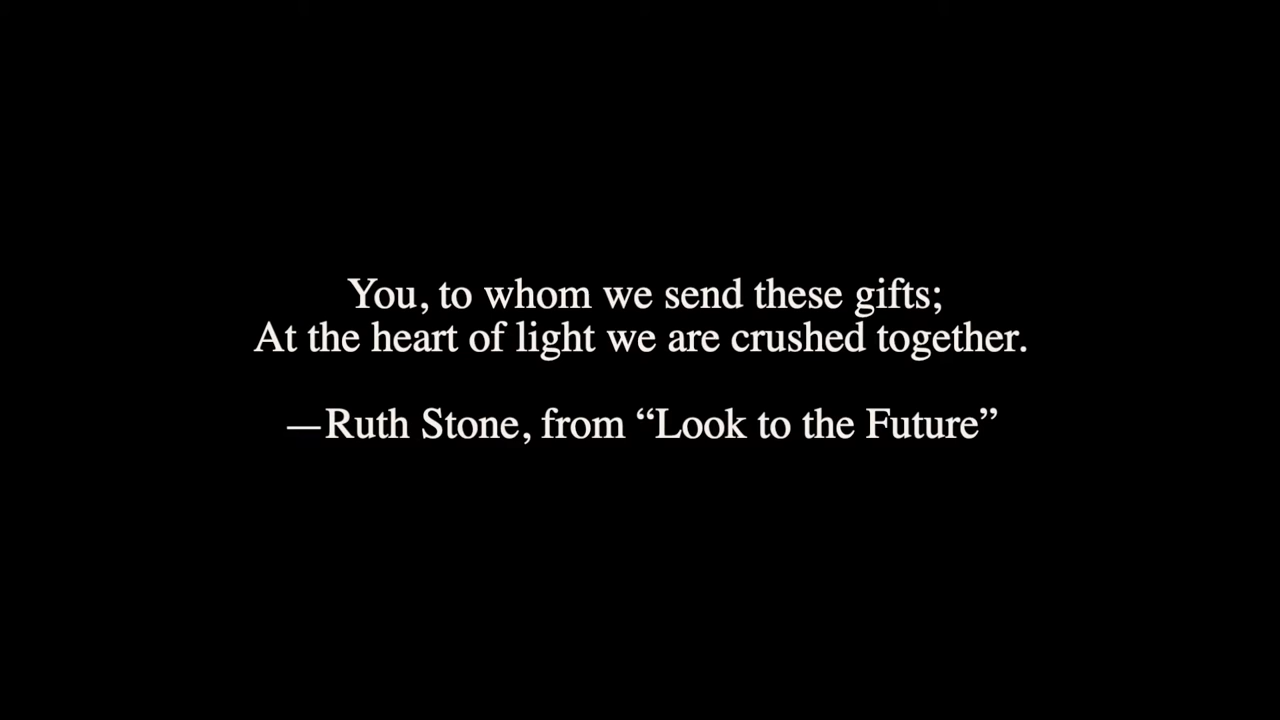 You, to whom we send these gifts;
At the heart of light we are crushed together.
—Ruth Stone, from “Look to the Future”